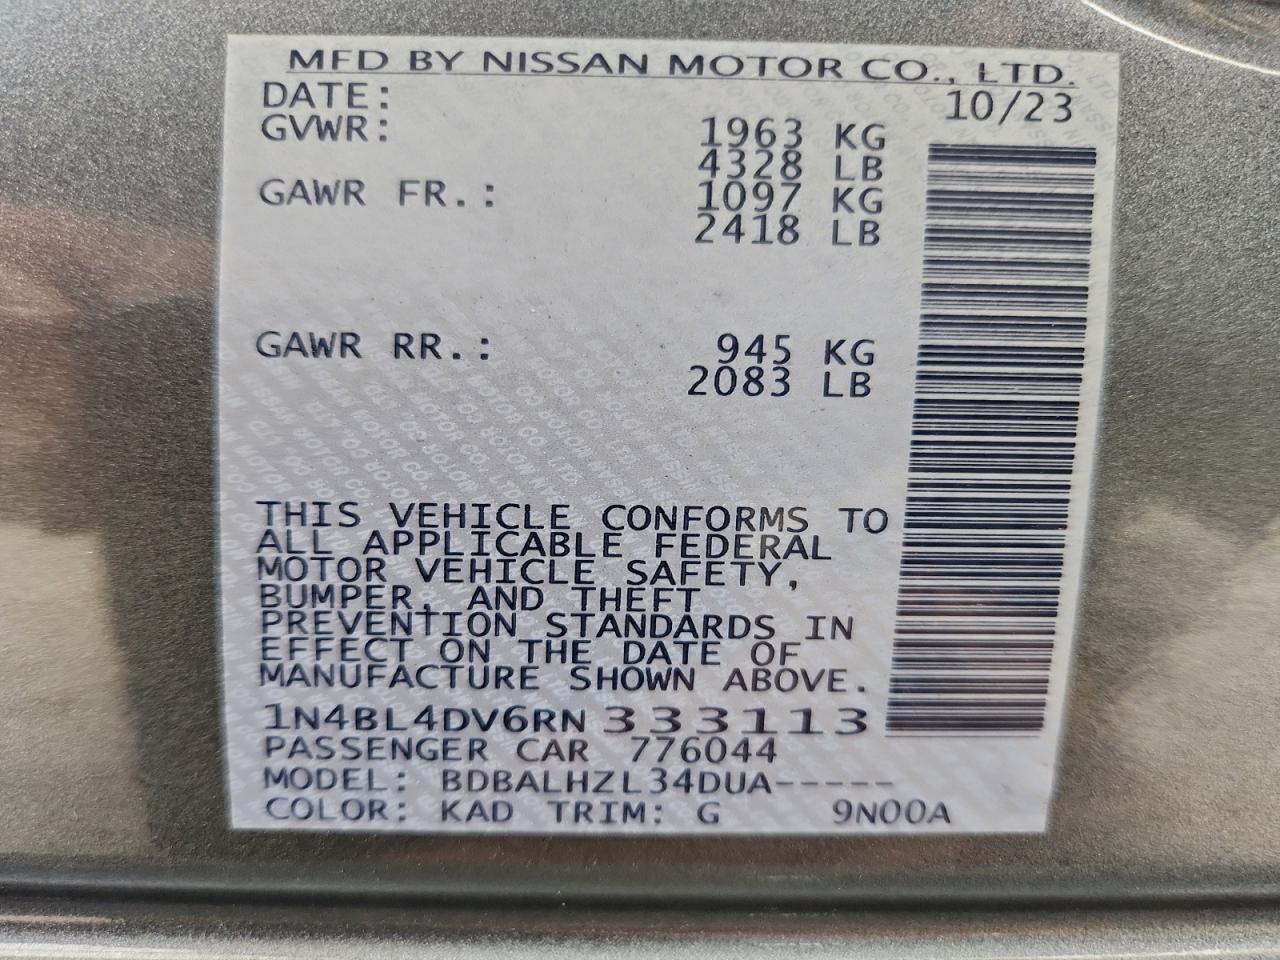 MFD BY NISSAN MOTOR CO., LTD.
DATE: 10/23
GVWR: 1963 KG
4328 LB
GAWR FR.: 1097 KG
2418 LB
GAWR RR.: 945 KG
2083 LB
THIS VEHICLE CONFORMS TO
ALL APPLICABLE FEDERAL
MOTOR VEHICLE SAFETY,
BUMPER, AND THEFT
PREVENTION STANDARDS IN
EFFECT ON THE DATE OF
MANUFACTURE SHOWN ABOVE.
1N4BL4DV6RN333113
PASSENGER CAR 776044
MODEL: BDBALHZL34DUA-----
COLOR: KAD TRIM: G 9N00A